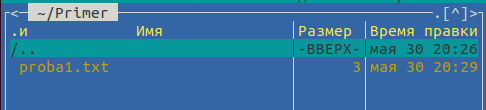 <— ~/Primer —.[^]>
.и Имя Размер Время правки
/.. -ВВЕРХ- мая 30 20:26
proba1.txt 3 мая 30 20:29